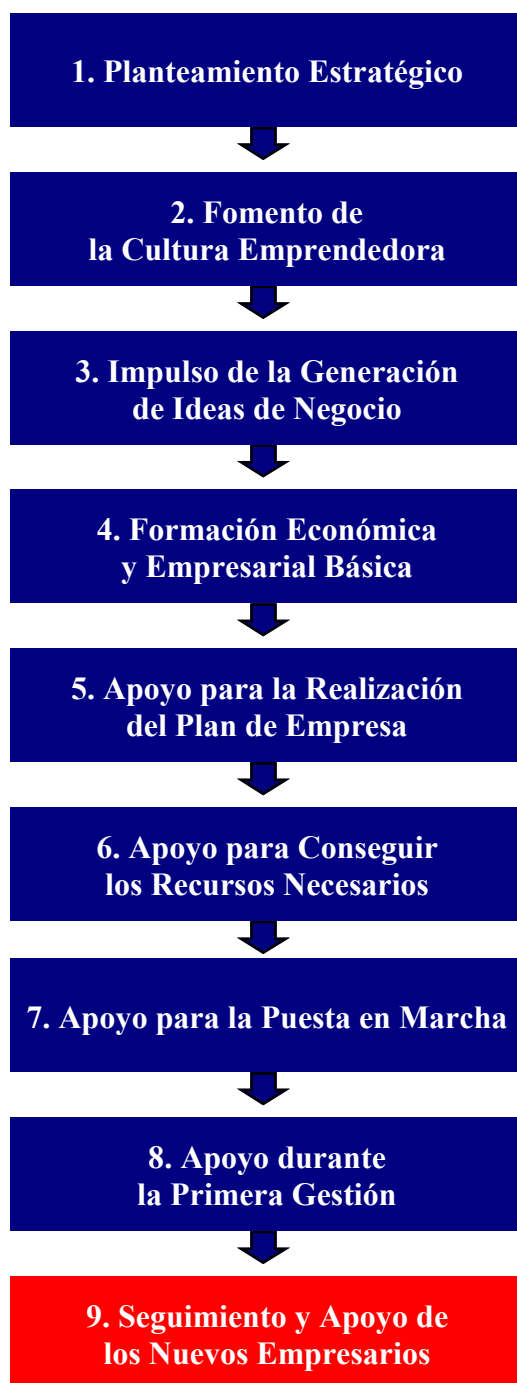 1. Planteamiento Estratégico
2. Fomento de
la Cultura Emprendedora
3. Impulso de la Generación
de Ideas de Negocio
4. Formación Económica
y Empresarial Básica
5. Apoyo para la Realización
del Plan de Empresa
6. Apoyo para Conseguir
los Recursos Necesarios
7. Apoyo para la Puesta en Marcha
8. Apoyo durante
la Primera Gestión
9. Seguimiento y Apoyo de
los Nuevos Empresarios